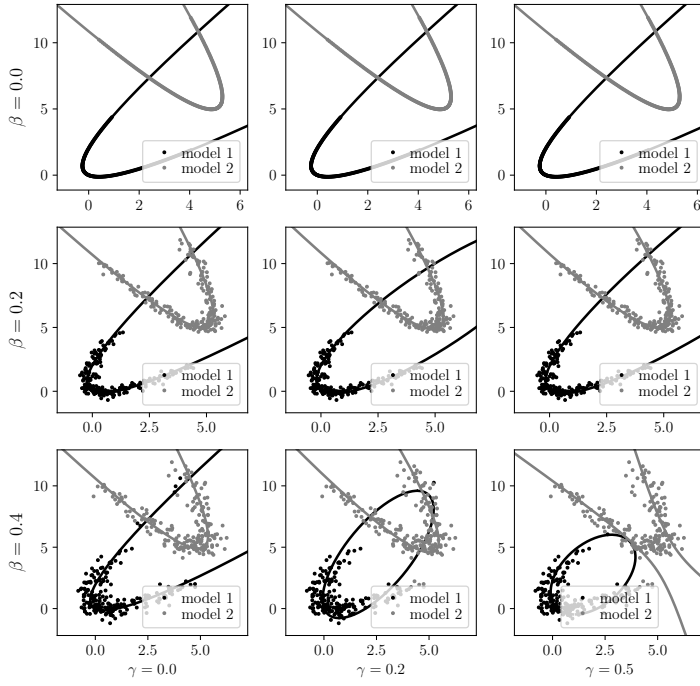 10
5
0
β = 0.0
model 1
model 2
0 2 4 6
model 1
model 2
0 2 4 6
model 1
model 2
0 2 4 6
10
5
0
β = 0.2
model 1
model 2
0.0 2.5 5.0
model 1
model 2
0.0 2.5 5.0
model 1
model 2
0.0 2.5 5.0
10
5
0
β = 0.4
model 1
model 2
0.0 2.5 5.0
γ = 0.0
model 1
model 2
0.0 2.5 5.0
γ = 0.2
model 1
model 2
0.0 2.5 5.0
γ = 0.5